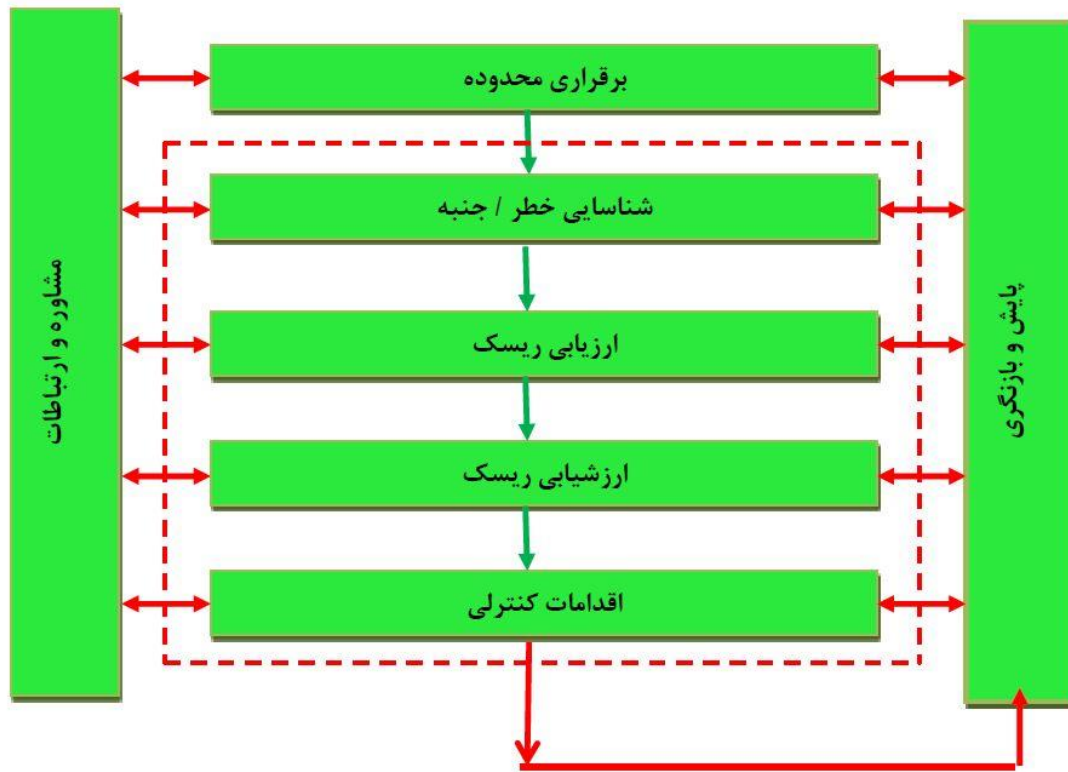 برقراری محدوده
شناسایی خطر / جنبه
ارزیابی ریسک
ارزشیابی ریسک
اقدامات کنترلی
مشاوره و ارتباطات
پایش و بازنگری